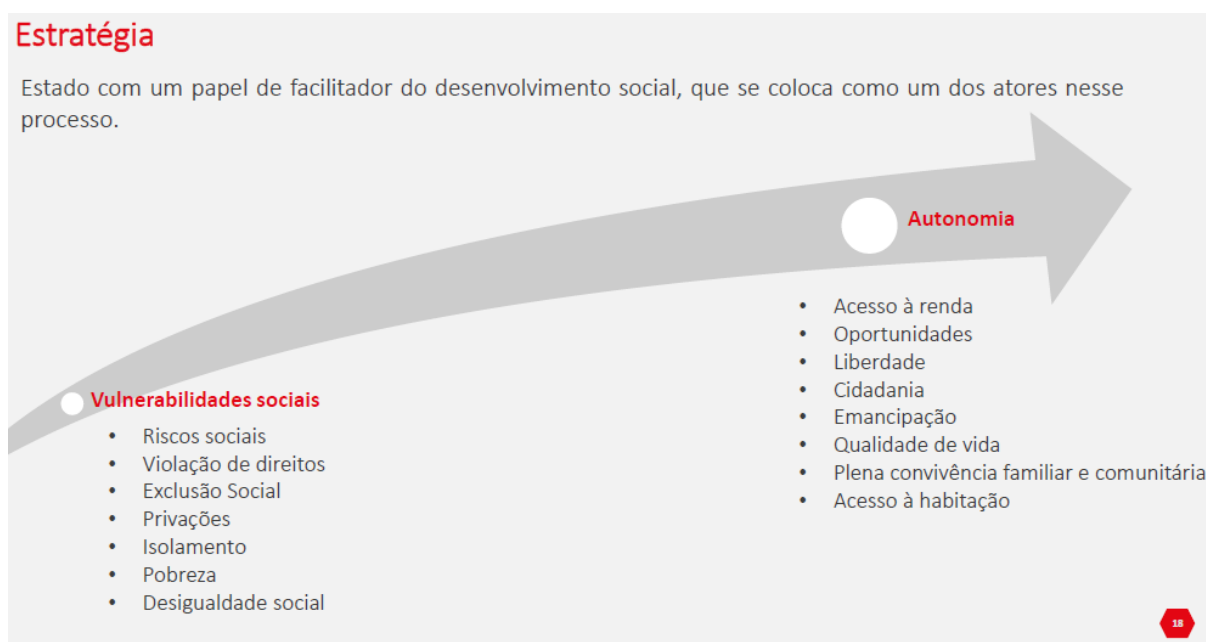 Estratégia
Estado com um papel de facilitador do desenvolvimento social, que se coloca como um dos atores nesse
processo.
Autonomia
• Acesso à renda
• Oportunidades
• Liberdade
• Cidadania
• Emancipação
• Qualidade de vida
• Plena convivência familiar e comunitária
• Acesso à habitação
Vulnerabilidades sociais
• Riscos sociais
• Violação de direitos
• Exclusão Social
• Privações
• Isolamento
• Pobreza
• Desigualdade social
18